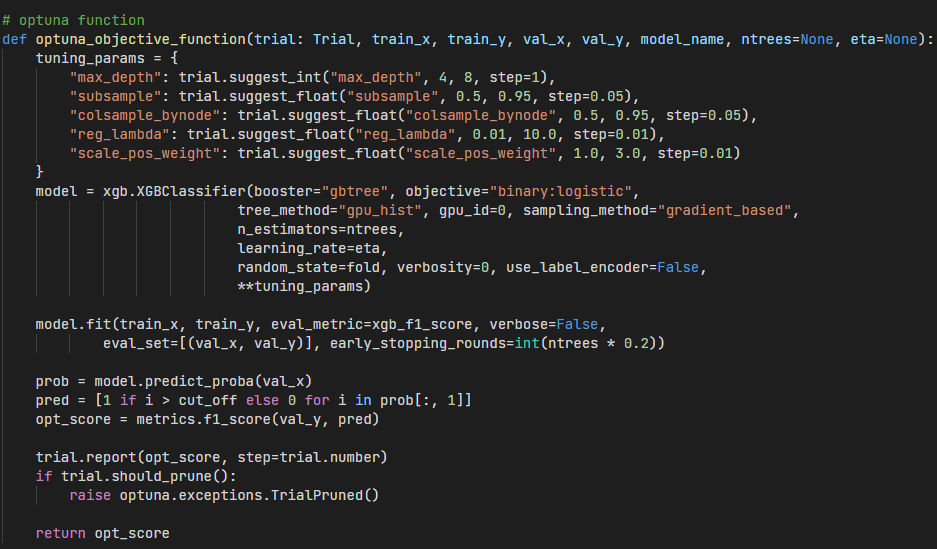 # optuna function
def optuna_objective_function(trial: Trial, train_x, train_y, val_x, val_y, model_name, ntrees=None, eta=None):
    tuning_params = {
        "max_depth": trial.suggest_int("max_depth", 4, 8, step=1),
        "subsample": trial.suggest_float("subsample", 0.5, 0.95, step=0.05),
        "colsample_bynode": trial.suggest_float("colsample_bynode", 0.5, 0.95, step=0.05),
        "reg_lambda": trial.suggest_float("reg_lambda", 0.01, 10.0, step=0.01),
        "scale_pos_weight": trial.suggest_float("scale_pos_weight", 1.0, 3.0, step=0.01)
    }
    model = xgb.XGBClassifier(booster="gbtree", objective="binary:logistic",
                            tree_method="gpu_hist", gpu_id=0, sampling_method="gradient_based",
                            n_estimators=ntrees,
                            learning_rate=eta,
                            random_state=fold, verbosity=0, use_label_encoder=False,
                            **tuning_params)

    model.fit(train_x, train_y, eval_metric=xgb_f1_score, verbose=False,
            eval_set=[(val_x, val_y)], early_stopping_rounds=int(ntrees * 0.2))

    prob = model.predict_proba(val_x)
    pred = [1 if i > cut_off else 0 for i in prob[:, 1]]
    opt_score = metrics.f1_score(val_y, pred)

    trial.report(opt_score, step=trial.number)
    if trial.should_prune():
        raise optuna.exceptions.TrialPruned()

    return opt_score